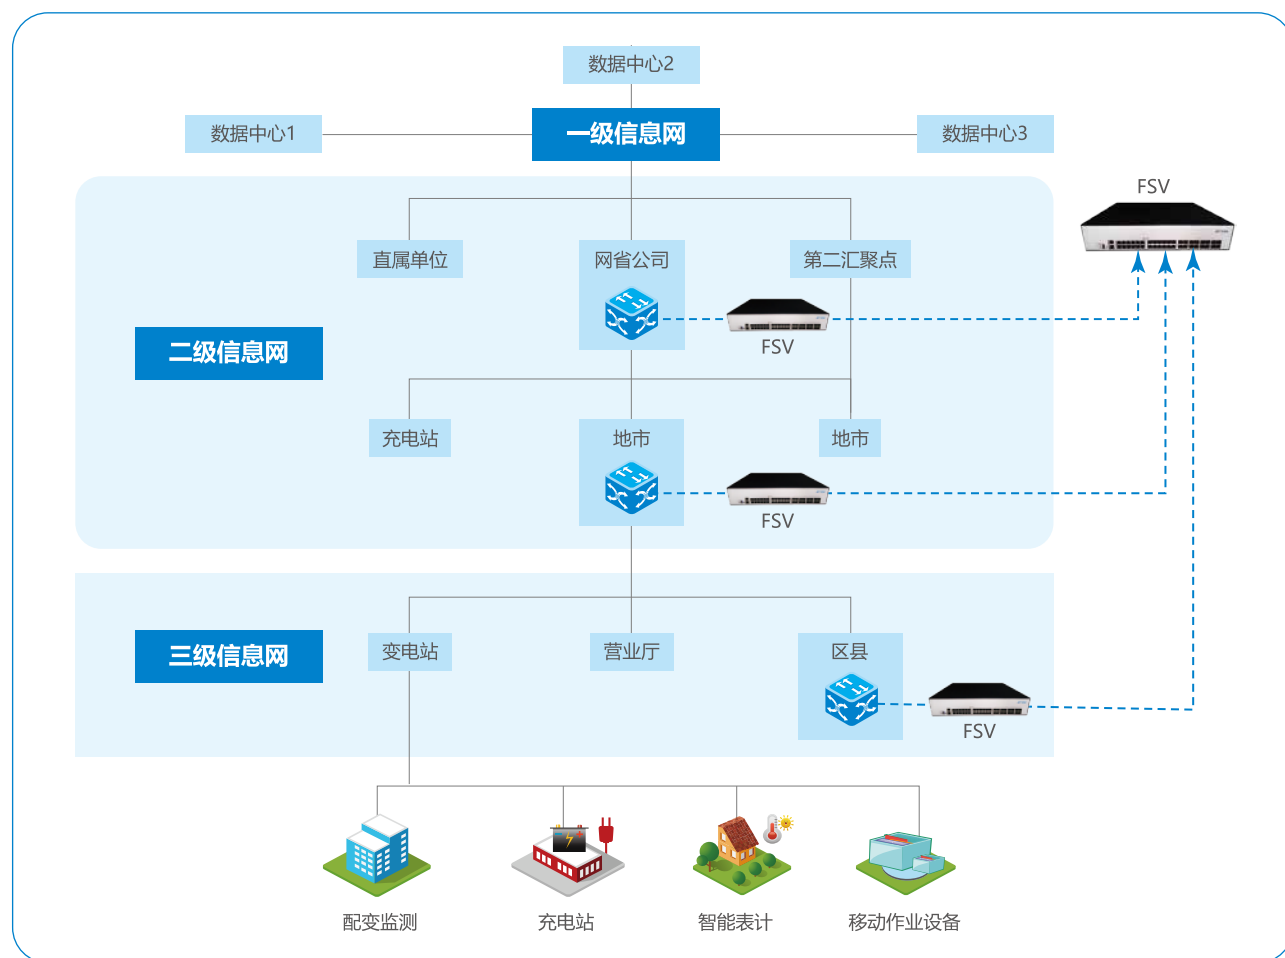 数据中心2
数据中心1
一级信息网
数据中心3
FSV
直属单位
网省公司
第二汇聚点
二级信息网
FSV
充电站
地市
地市
FSV
三级信息网
变电站
营业厅
区县
FSV
配变监测
充电站
智能表计
移动作业设备